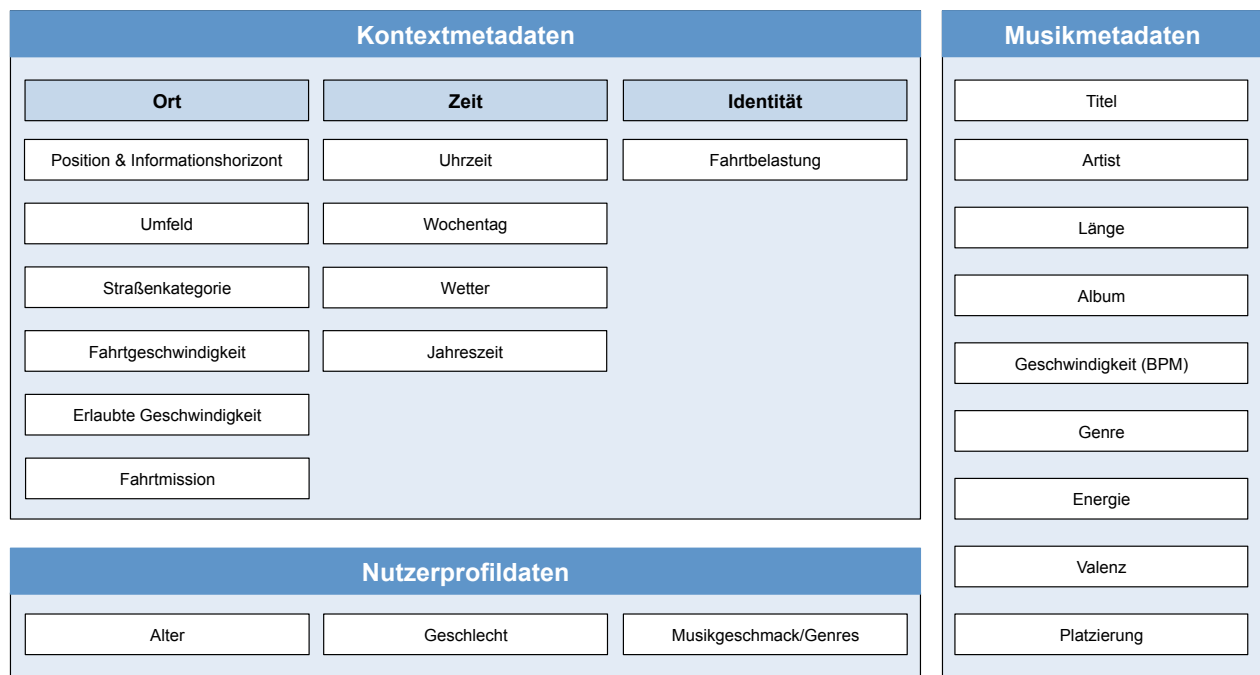 Kontextmetadaten
Ort
Zeit
Identität
Position & Informationshorizont
Uhrzeit
Fahrtbelastung
Umfeld
Wochentag
Straßenkategorie
Wetter
Fahrtgeschwindigkeit
Jahreszeit
Erlaubte Geschwindigkeit
Fahrtmission
Nutzerprofildaten
Alter
Geschlecht
Musikgeschmack/Genres
Musikmetadaten
Titel
Artist
Länge
Album
Geschwindigkeit (BPM)
Genre
Energie
Valenz
Platzierung